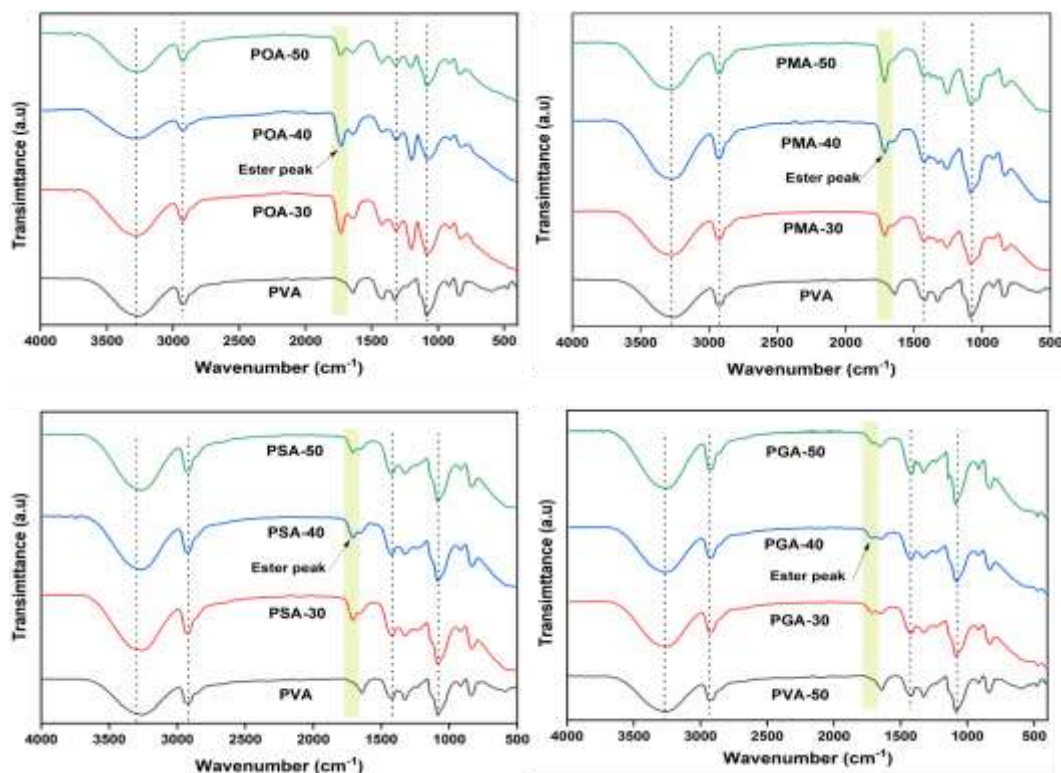 Transimttance (a.u)
POA-50
POA-40
Ester peak
POA-30
PVA
4000 3500 3000 2500 2000 1500 1000 500
Wavenumber (cm-1)
Transimttance (a.u)
PMA-50
PMA-40
Ester peak
PMA-30
PVA
4000 3500 3000 2500 2000 1500 1000 500
Wavenumber (cm-1)
Transimttance (a.u)
PSA-50
PSA-40
Ester peak
PSA-30
PVA
4000 3500 3000 2500 2000 1500 1000 500
Wavenumber (cm-1)
Transimttance (a.u)
PGA-50
PGA-40
Ester peak
PGA-30
PVA-50
4000 3500 3000 2500 2000 1500 1000 500
Wavenumber (cm-1)